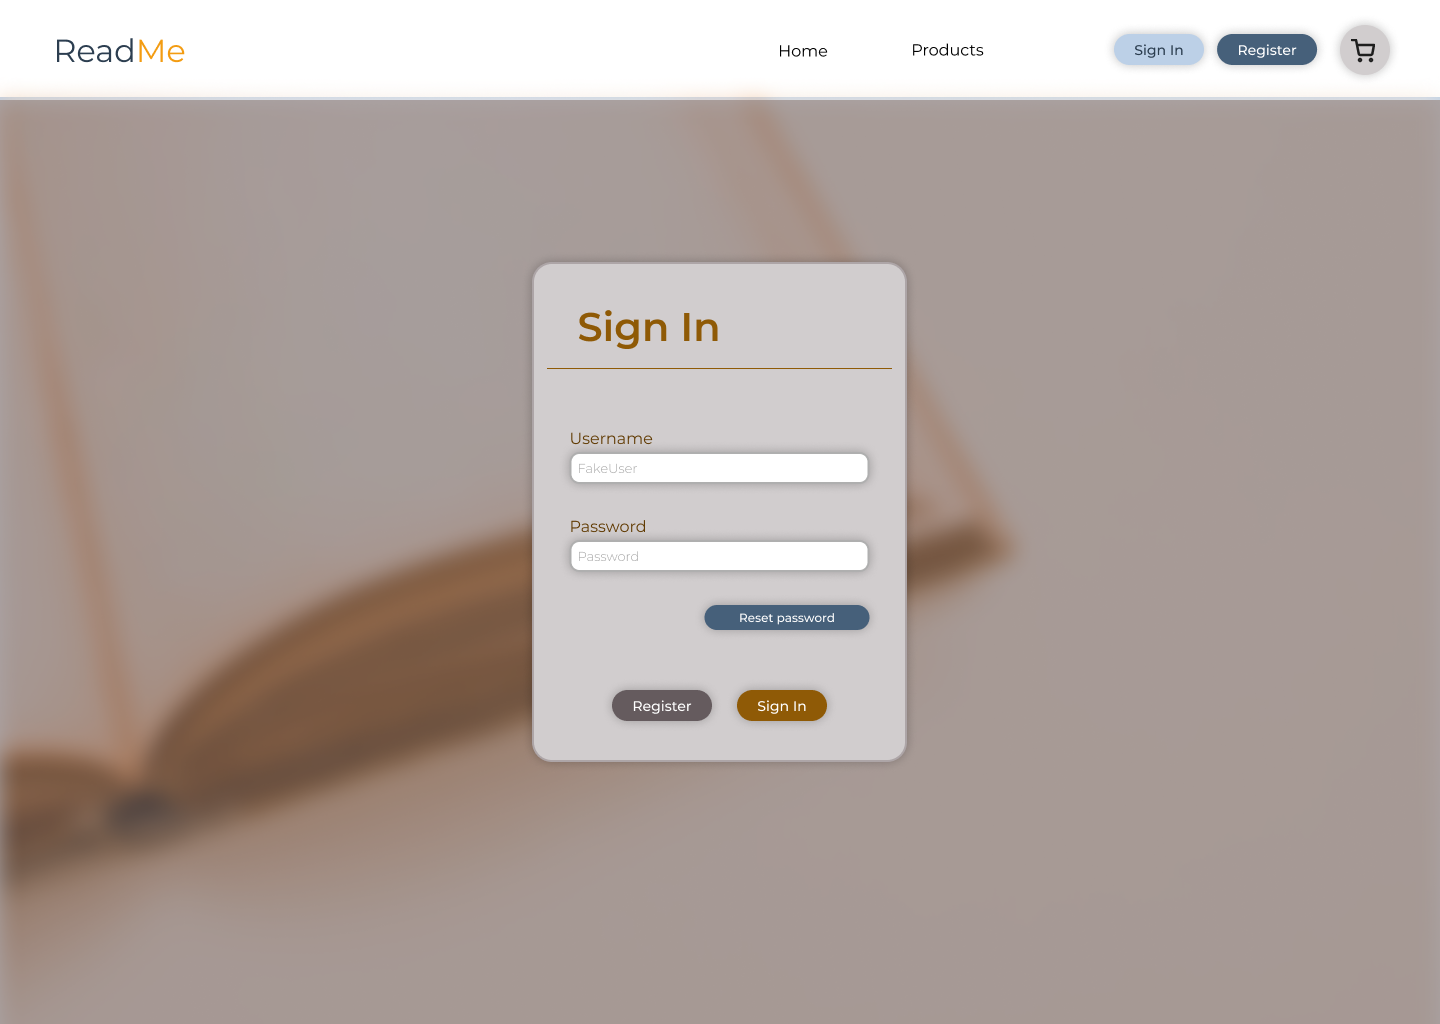 ReadMe
Home
Products
Sign In
Register
Sign In
Username
FakeUser
Password
Password
Reset password
Register
Sign In